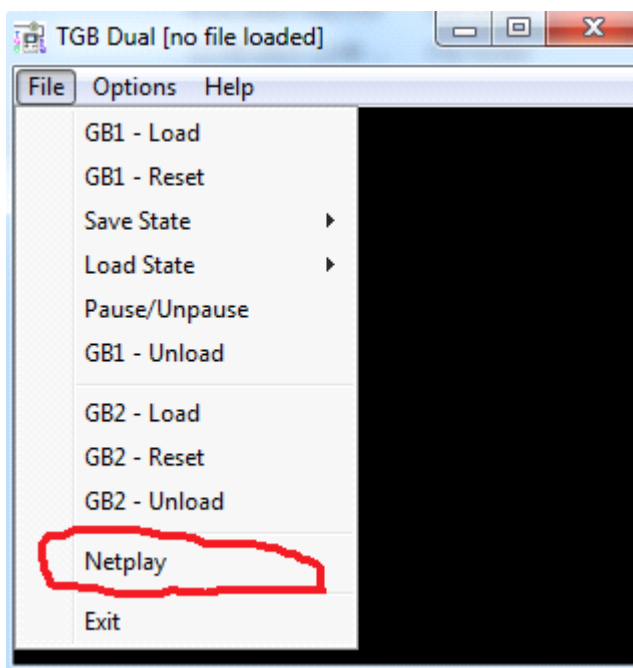 TGB Dual [no file loaded]
File Options Help
GB1 - Load
GB1 - Reset
Save State
Load State
Pause/Unpause
GB1 - Unload
GB2 - Load
GB2 - Reset
GB2 - Unload
Netplay
Exit